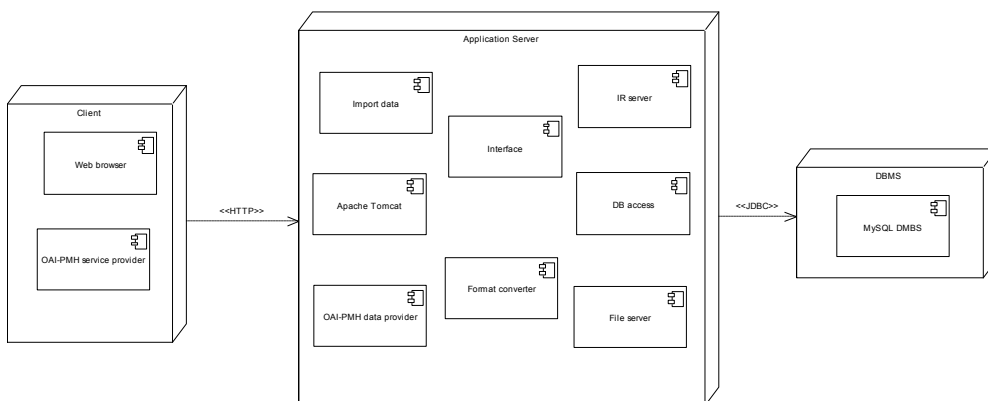 Client
Web browser
OAI-PMH service provider
<<HTTP>>
Application Server
Import data
IR server
Interface
Apache Tomcat
DB access
Format converter
OAI-PMH data provider
File server
<<JDBC>>
DBMS
MySQL DMBS